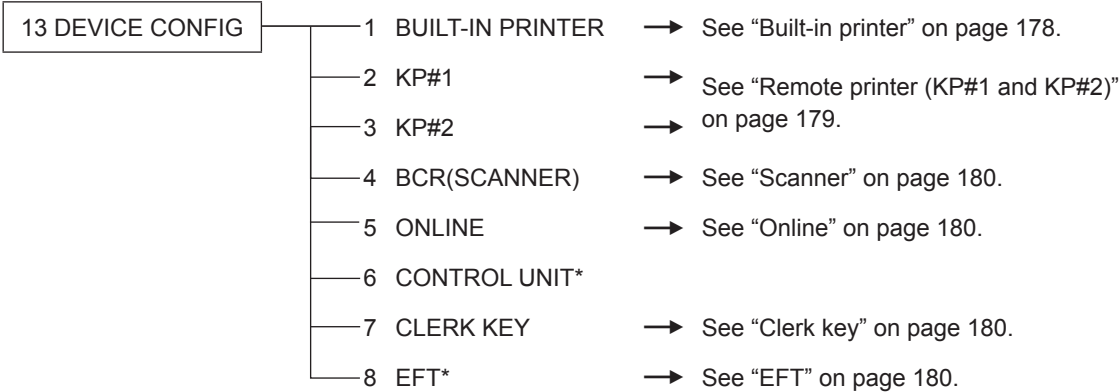 13 DEVICE CONFIG
1 BUILT-IN PRINTER See “Built-in printer” on page 178.
2 KP#1 See “Remote printer (KP#1 and KP#2)”
on page 179.
3 KP#2
4 BCR(SCANNER) See “Scanner” on page 180.
5 ONLINE See “Online” on page 180.
6 CONTROL UNIT*
7 CLERK KEY See “Clerk key” on page 180.
8 EFT* See “EFT” on page 180.